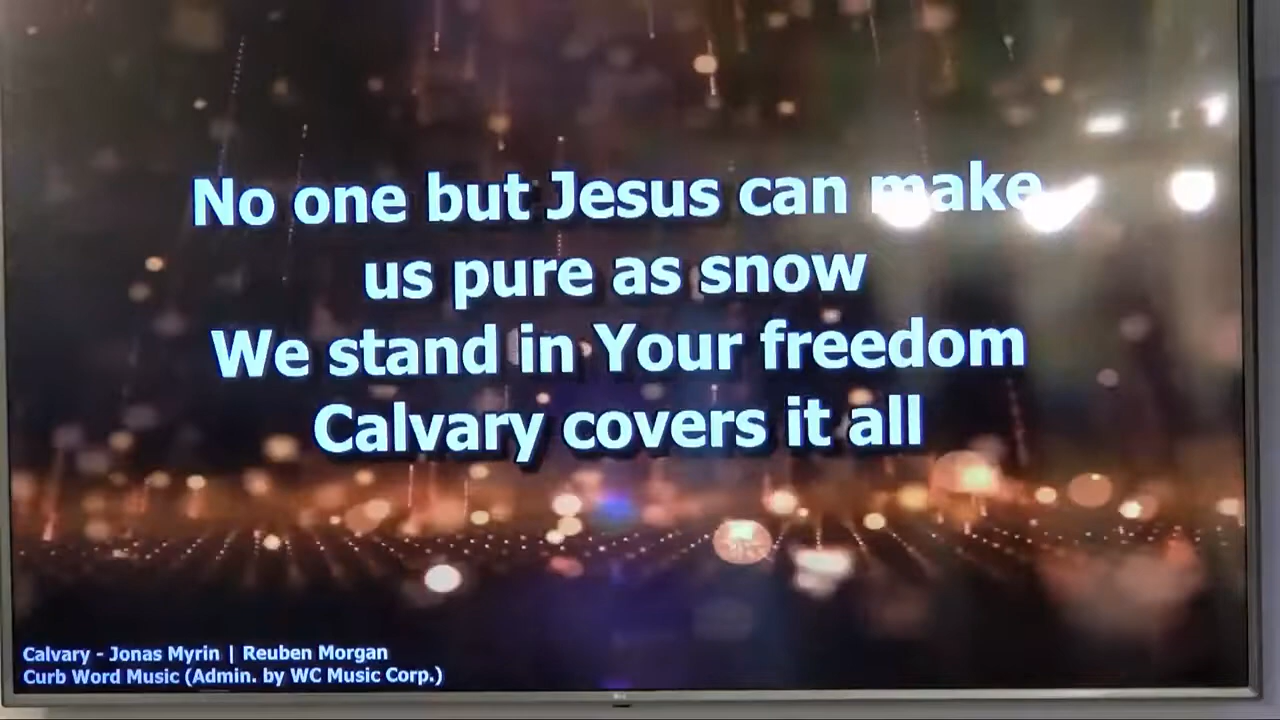 No one but Jesus can make
us pure as snow
We stand in Your freedom
Calvary covers it all
Calvary - Jonas Myrin | Reuben Morgan
Curb Word Music (Admin. by WC Music Corp.)